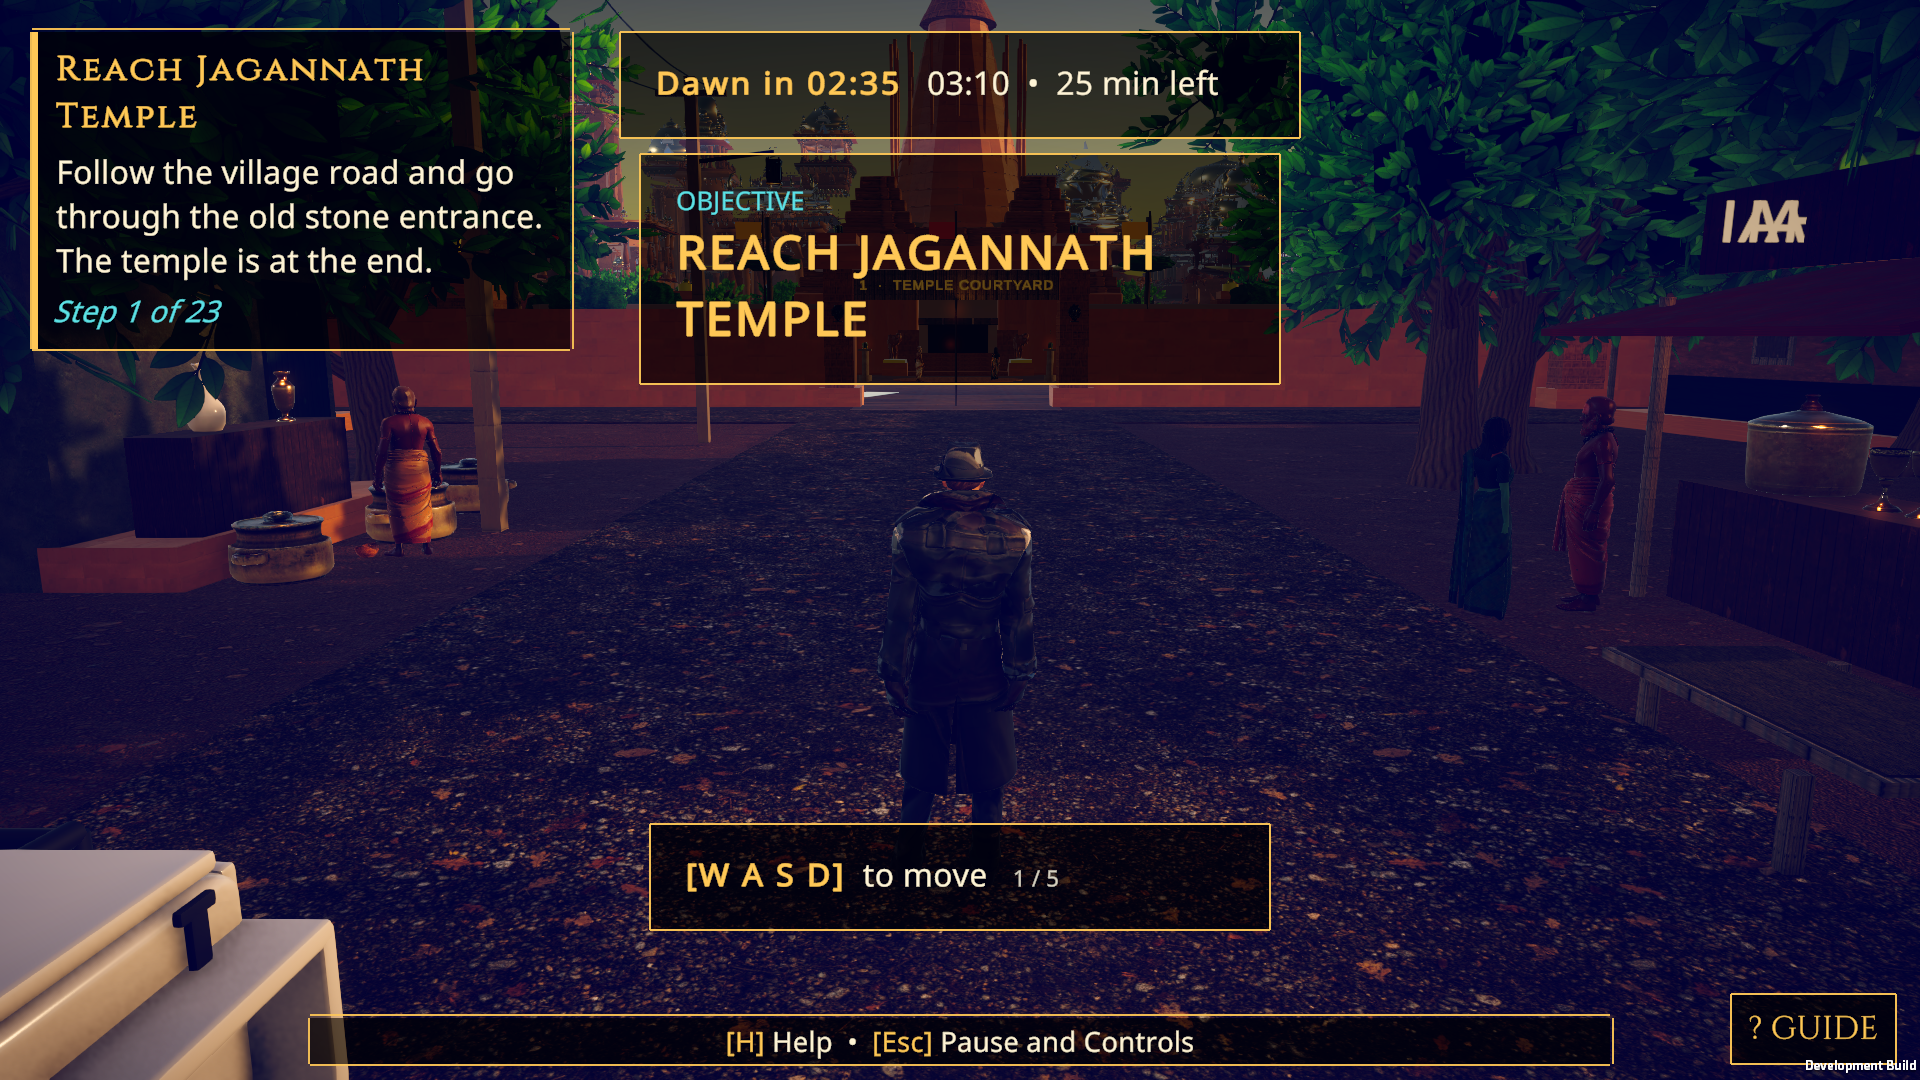 REACH JAGANNATH
TEMPLE
Follow the village road and go
through the old stone entrance.
The temple is at the end.
Step 1 of 23
Dawn in 02:35 03:10 • 25 min left
OBJECTIVE
REACH JAGANNATH
1 · TEMPLE COURTYARD
TEMPLE
T
[W A S D] to move 1 / 5
[H] Help • [Esc] Pause and Controls
? GUIDE
Development Build